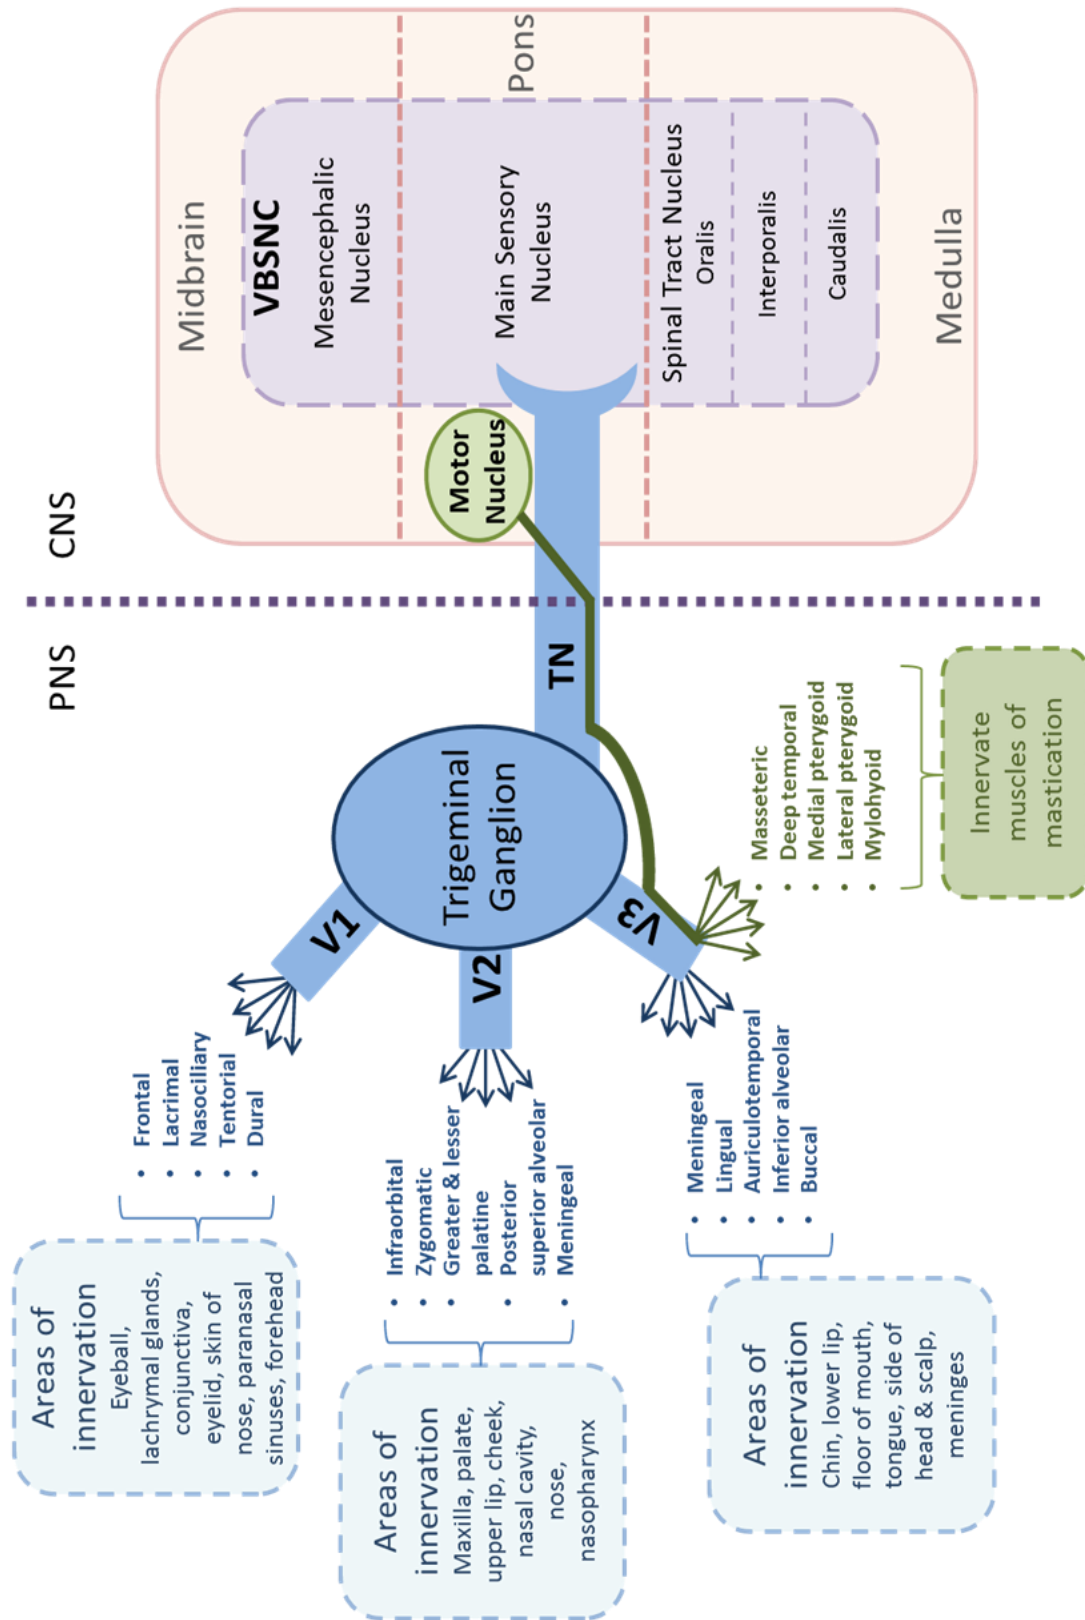 PNS
CNS
Areas of
innervation
Eyeball,
lachrymal glands,
conjunctiva,
eyelid, skin of
nose, paranasal
sinuses, forehead
• Frontal
• Lacrimal
• Nasociliary
• Tentorial
• Dural
V1
Areas of
innervation
Maxilla, palate,
upper lip, cheek,
nasal cavity,
nose,
nasopharynx
• Infraorbital
• Zygomatic
• Greater & lesser
palatine
• Posterior
superior alveolar
• Meningeal
V2
Areas of
innervation
Chin, lower lip,
floor of mouth,
tongue, side of
head & scalp,
meninges
• Meningeal
• Lingual
• Auriculotemporal
• Inferior alveolar
• Buccal
V3
Trigeminal
Ganglion
TN
• Masseteric
• Deep temporal
• Medial pterygoid
• Lateral pterygoid
• Mylohyoid
Innervate
muscles of
mastication
Motor
Nucleus
Midbrain
VBSNC
Mesencephalic
Nucleus
Pons
Main Sensory
Nucleus
Spinal Tract Nucleus
Oralis
Interporalis
Caudalis
Medulla